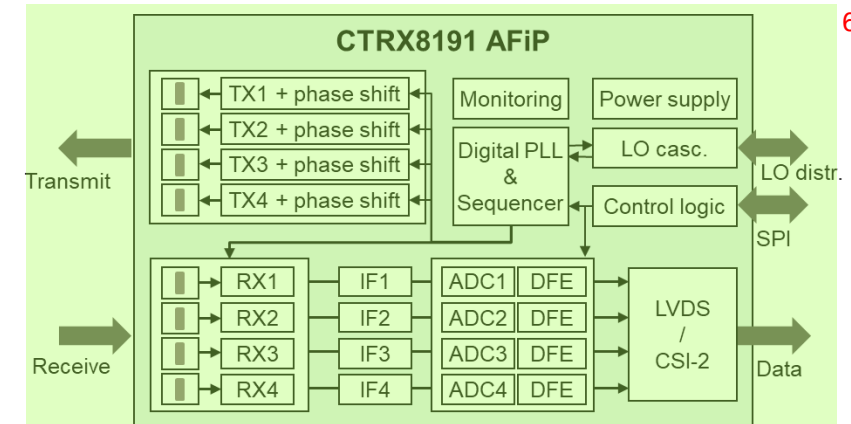 CTRX8191 AFiP
6
TX1 + phase shift
TX2 + phase shift
TX3 + phase shift
TX4 + phase shift
Monitoring
Power supply
Digital PLL
&
Sequencer
LO casc.
Control logic
Transmit
LO distr.
SPI
RX1
IF1
ADC1
DFE
RX2
IF2
ADC2
DFE
RX3
IF3
ADC3
DFE
RX4
IF4
ADC4
DFE
LVDS
/
CSI-2
Receive
Data